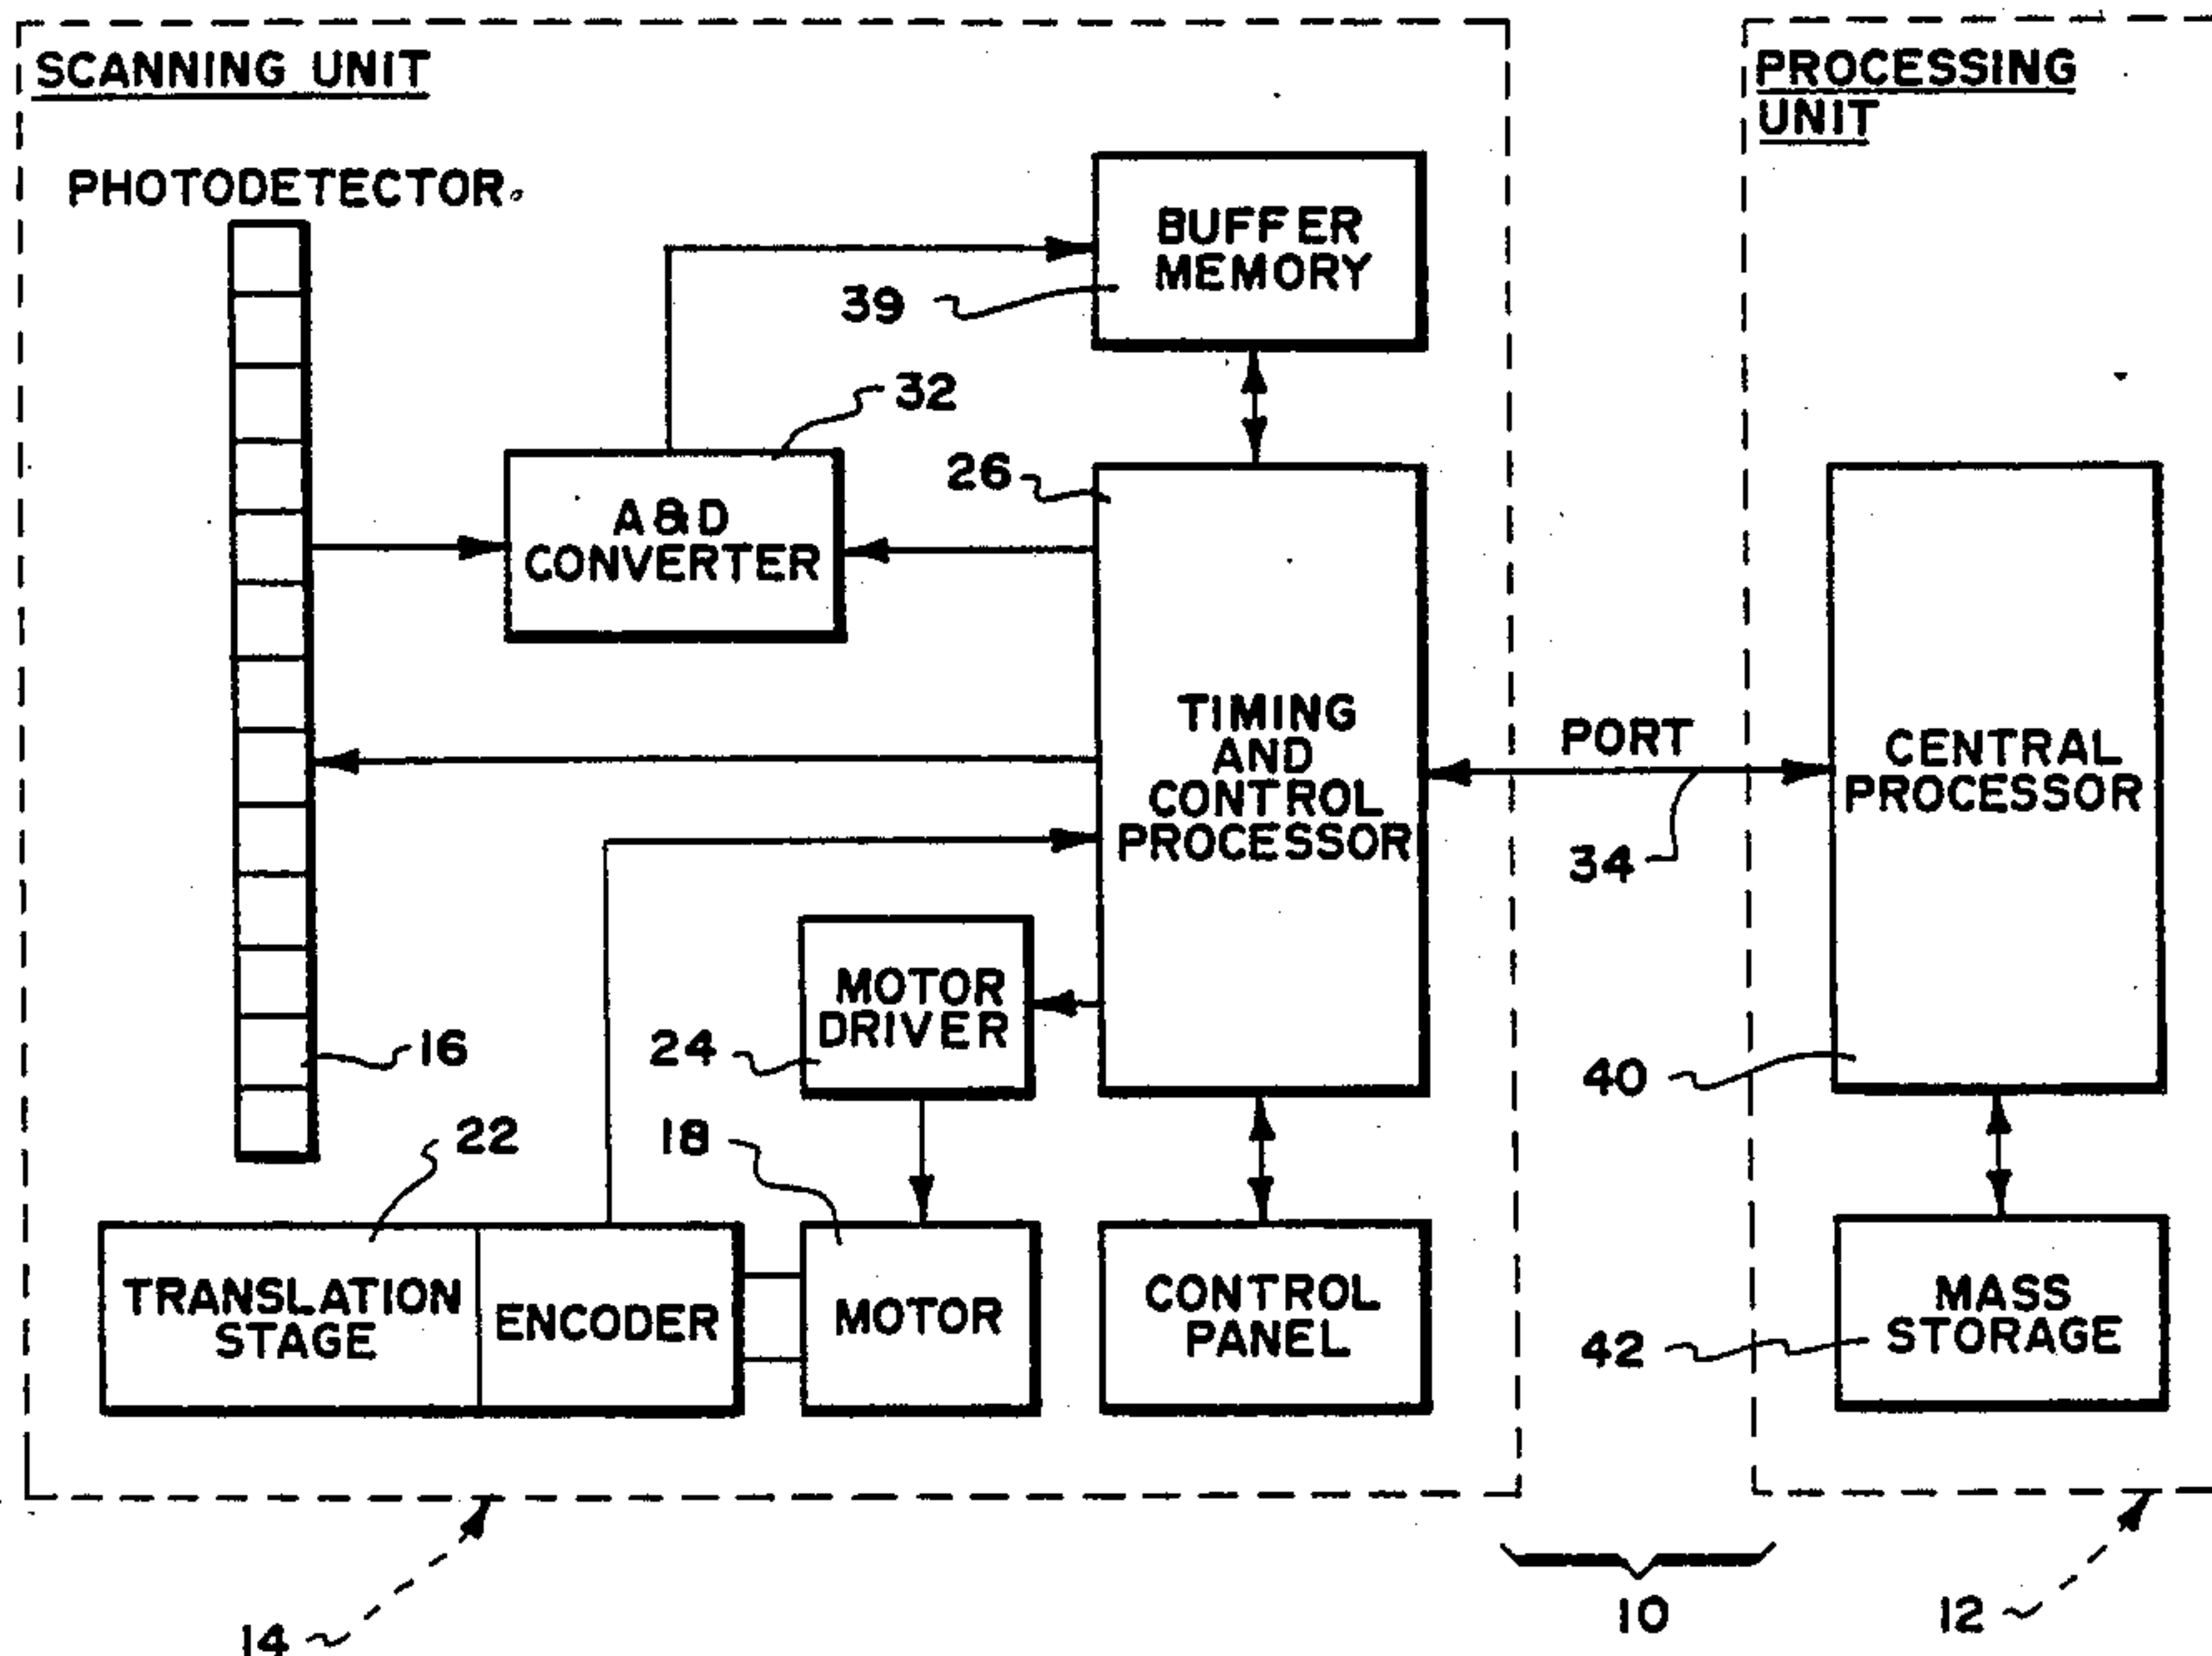 SCANNING UNIT
PROCESSING
UNIT
PHOTODETECTOR
BUFFER
MEMORY
39
32
26
A&D
CONVERTER
TIMING
AND
CONTROL
PROCESSOR
PORT
34
CENTRAL
PROCESSOR
MOTOR
DRIVER
24
16
40
22
18
TRANSLATION
STAGE
ENCODER
MOTOR
CONTROL
PANEL
MASS
STORAGE
42
10
12
14